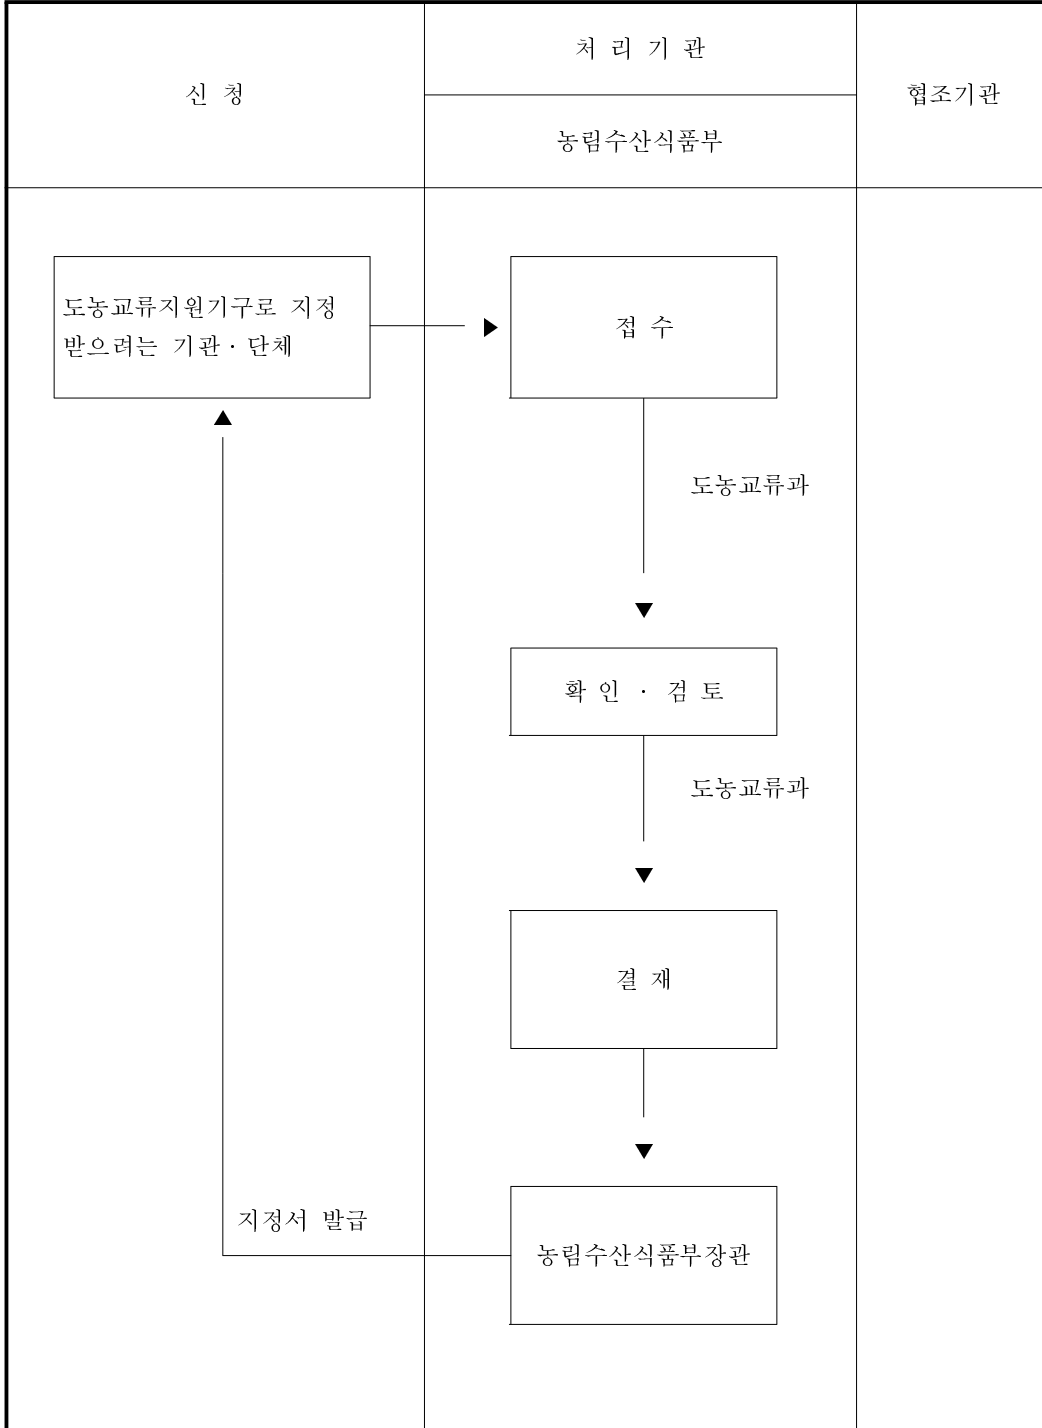 신 청
처 리 기 관
농림수산식품부
협조기관
도농교류지원기구로 지정
받으려는 기관 · 단체
접 수
도농교류과
확 인 · 검 토
도농교류과
결 재
지정서 발급
농림수산식품부장관